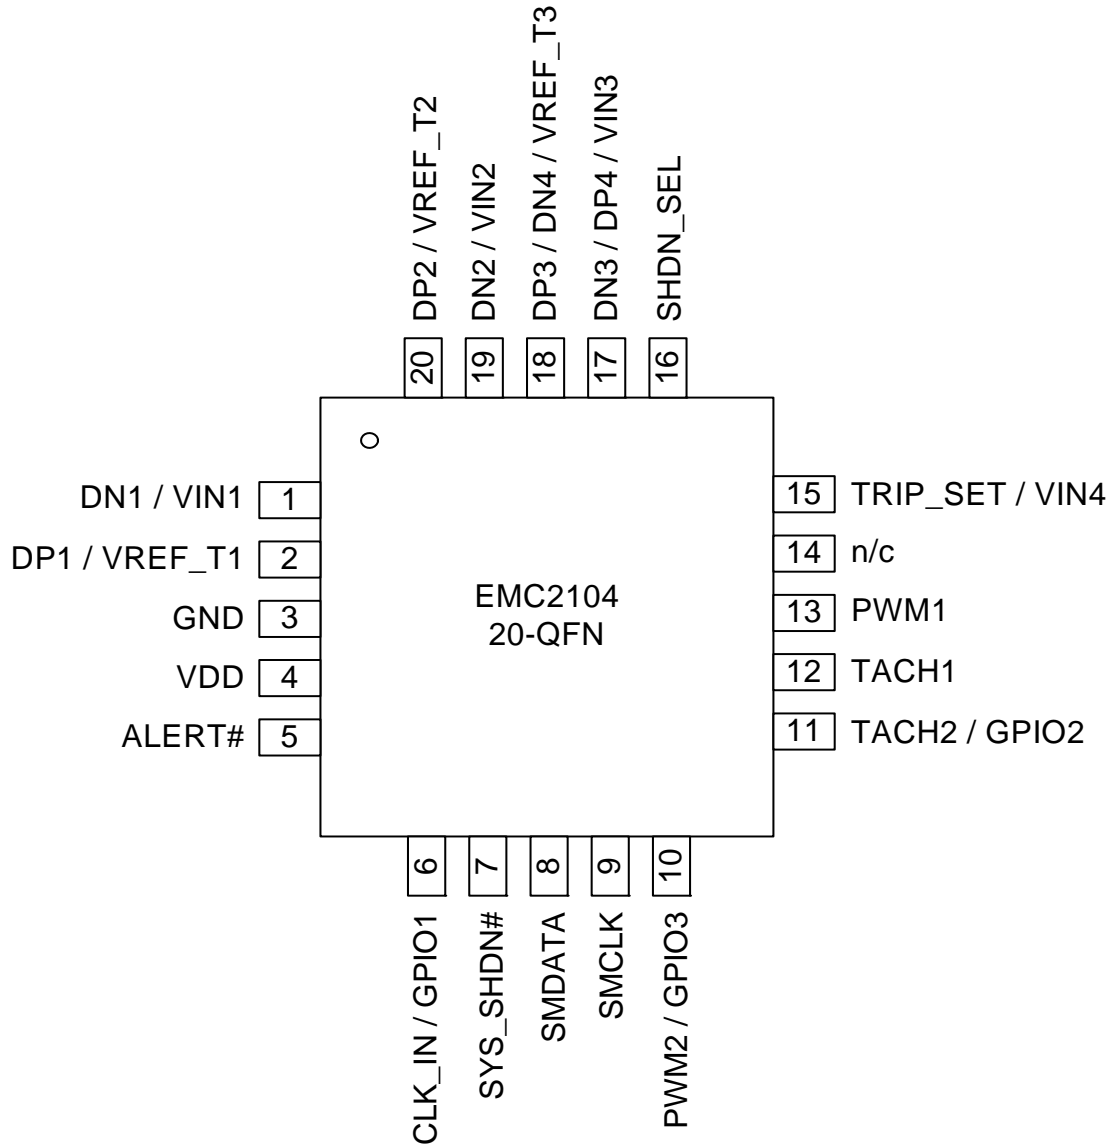 DP2 / VREF_T2
DN2 / VIN2
DP3 / DN4 / VREF_T3
DN3 / DP4 / VIN3
SHDN_SEL
20
19
18
17
16
DN1 / VIN1
1
DP1 / VREF_T1
2
GND
3
VDD
4
ALERT#
5
EMC2104
20-QFN
15
TRIP_SET / VIN4
14
n/c
13
PWM1
12
TACH1
11
TACH2 / GPIO2
6
7
8
9
10
CLK_IN / GPIO1
SYS_SHDN#
SMDATA
SMCLK
PWM2 / GPIO3